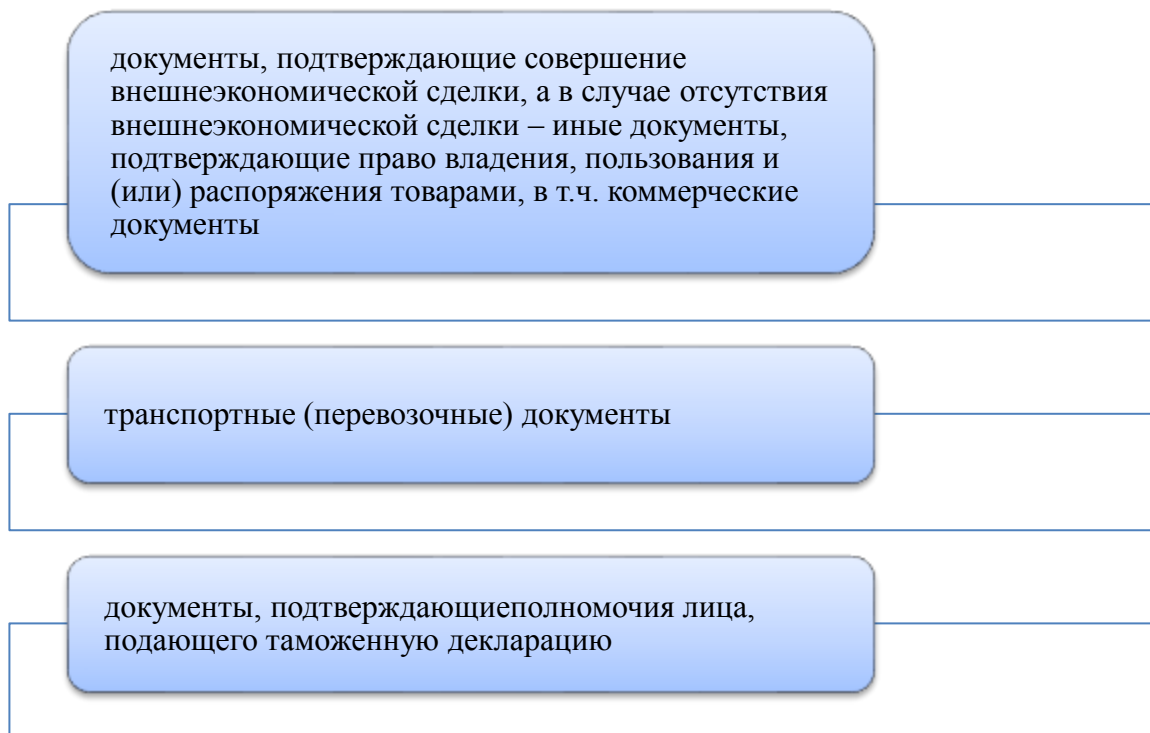 документы, подтверждающие совершение
внешнеэкономической сделки, а в случае отсутствия
внешнеэкономической сделки – иные документы,
подтверждающие право владения, пользования и
(или) распоряжения товарами, в т.ч. коммерческие
документы
транспортные (перевозочные) документы
документы, подтверждающиеполномочия лица,
подающего таможенную декларацию